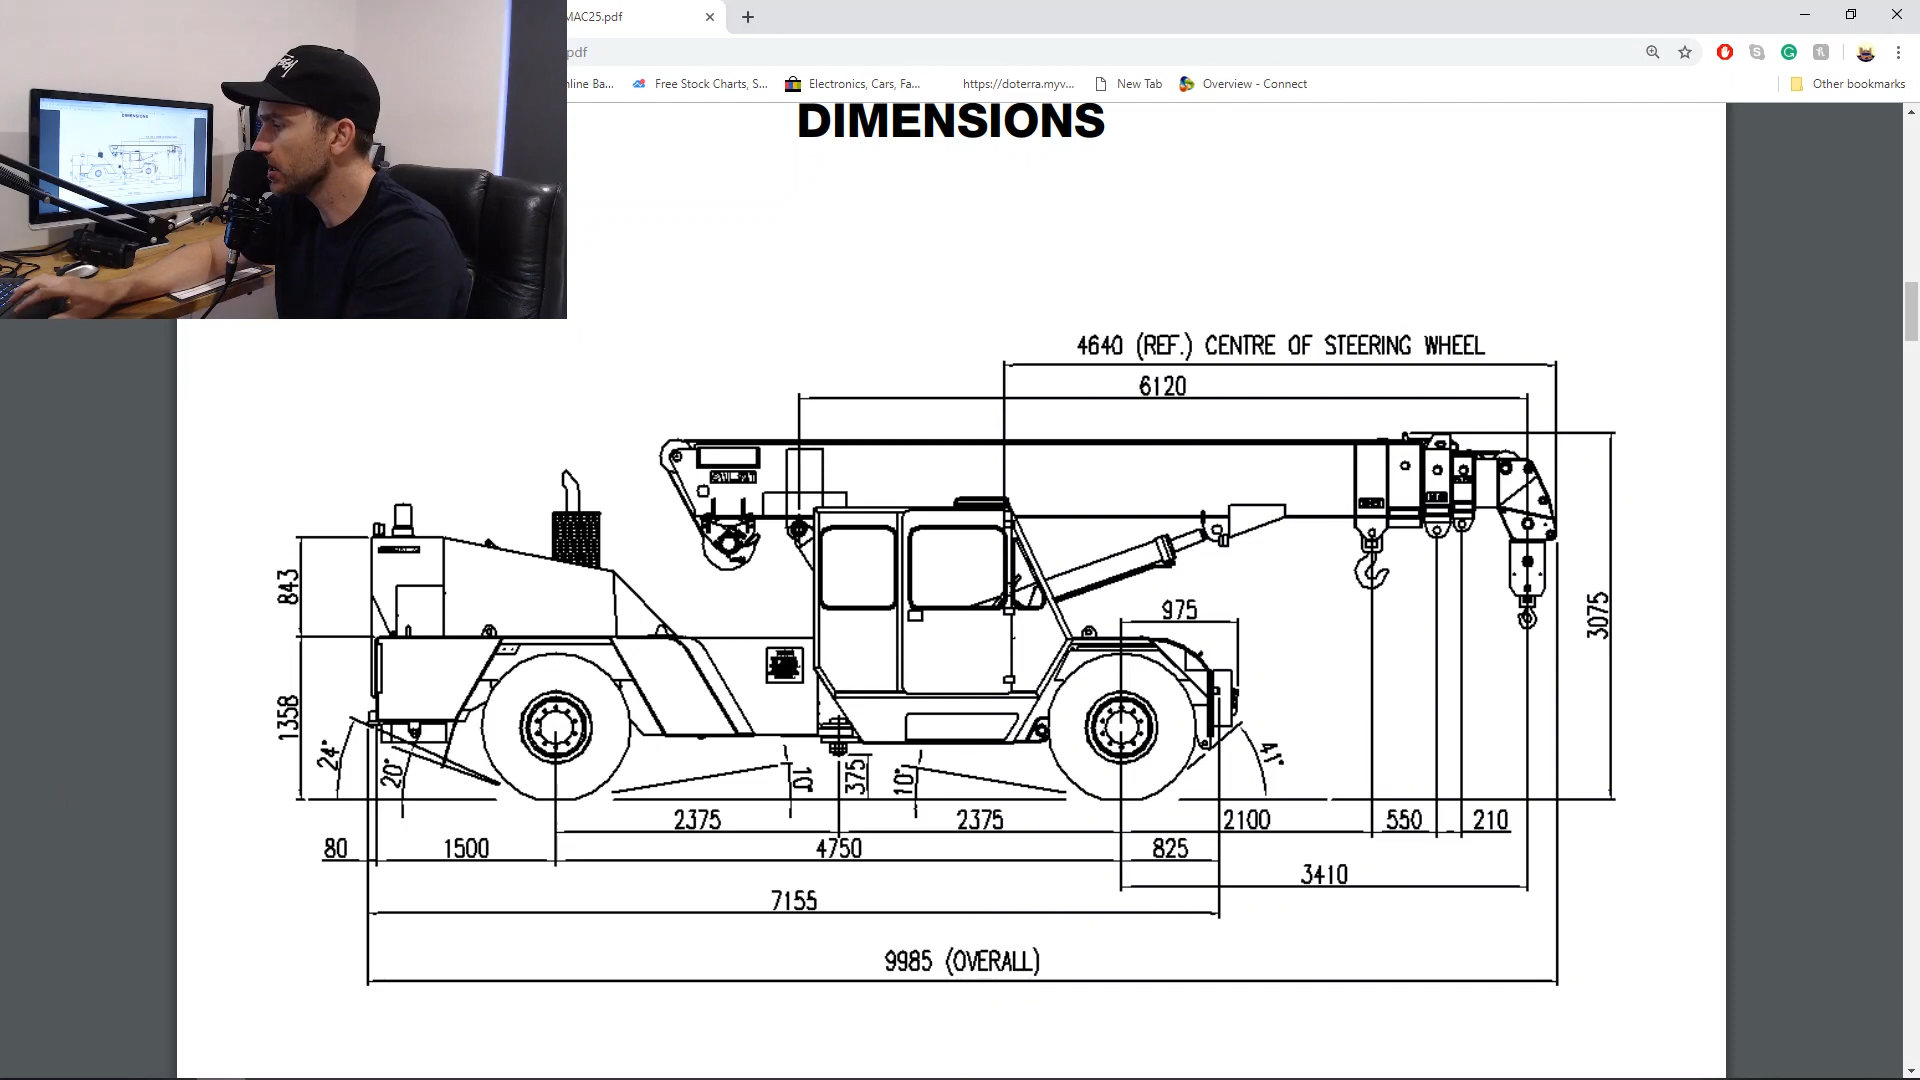 MAC25.pdf
pdf
nline Ba...
Free Stock Charts, S...
Electronics, Cars, Fa...
https://doterra.myv...
New Tab
Overview - Connect
Other bookmarks
DIMENSIONS
4640 (REF.) CENTRE OF STEERING WHEEL
6120
843
975
3075
1358
24°
20°
10°
375
10°
41°
2375
2375
2100
550
210
80
1500
4750
825
3410
7155
9985 (OVERALL)